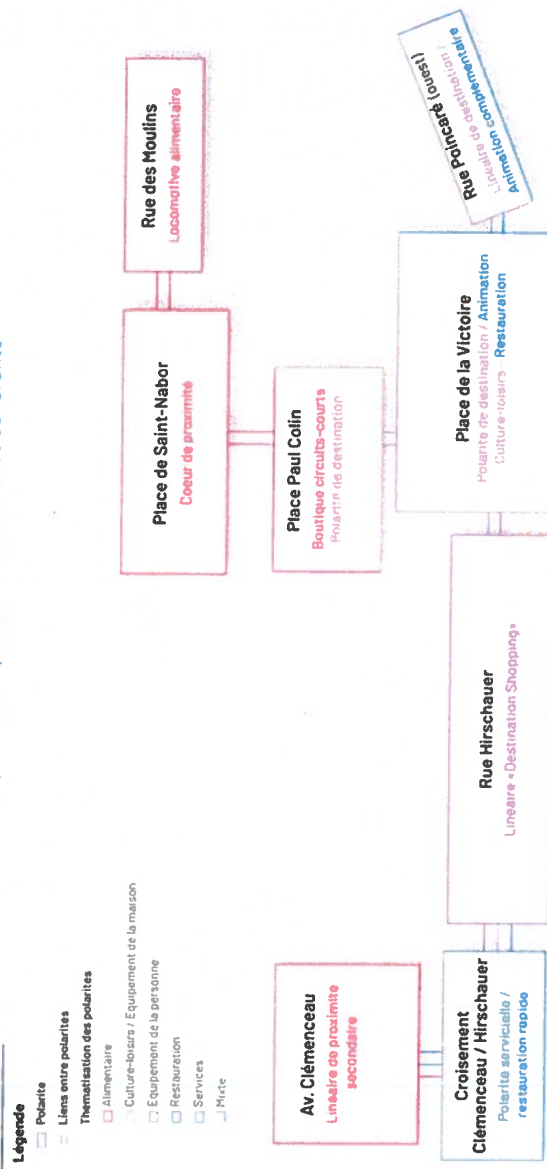 Légende
Polarité
Liens entre polarités
Thématisation des polarités
Alimentaire
Culture-loisirs / Equipement de la maison
Equipement de la personne
Restauration
Services
Mixte
Rue des Moulins
Locomotive alimentaire
Place de Saint-Nabor
Coeur de proximité
Place Paul Colin
Boutique circuits-courts
Polarité de destination
Rue Poincaré (ouest)
Linéaire de destination /
Animation complémentaire
Place de la Victoire
Polarité de destination / Animation
Culture-loisirs Restauration
Rue Hirschauer
Linéaire «Destination Shopping»
Av. Clémenceau
Linéaire de proximité
secondaire
Croisement
Clémenceau / Hirschauer
Polarité servicielle /
restauration rapide